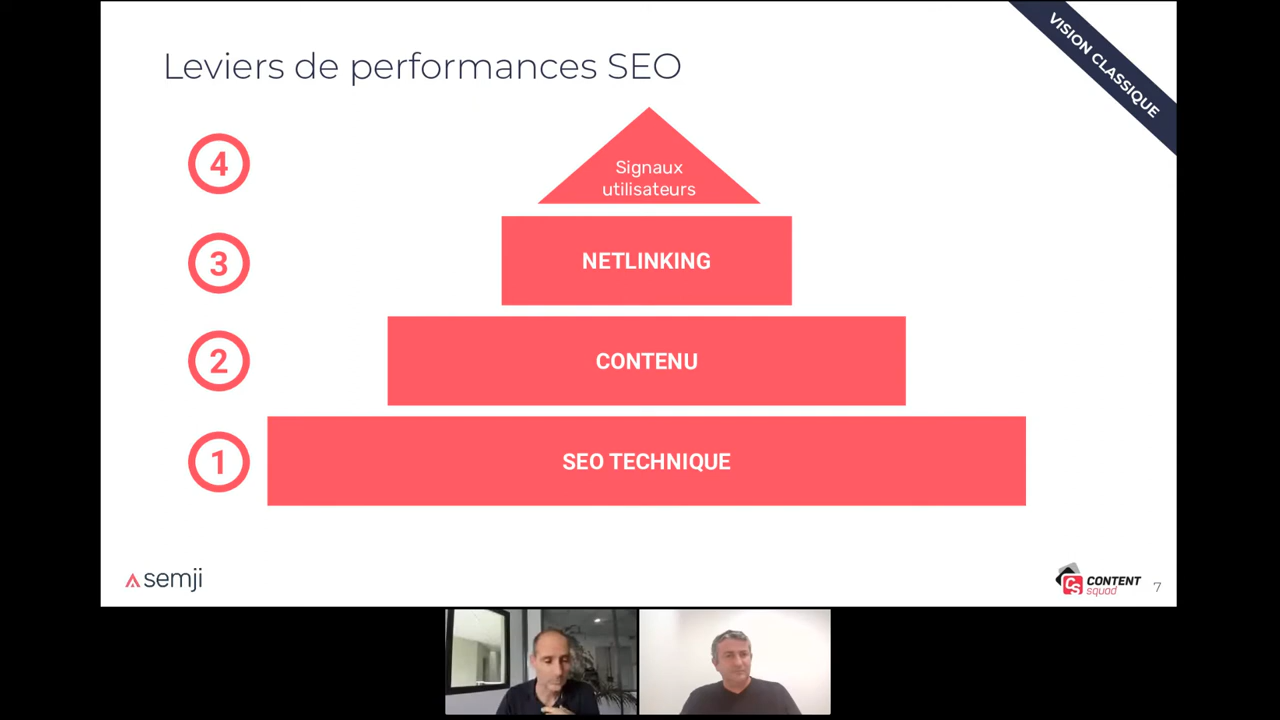 Leviers de performances SEO
VISION CLASSIQUE
4
Signaux
utilisateurs
3
NETLINKING
2
CONTENU
1
SEO TECHNIQUE
semji
CS CONTENT
squad
7